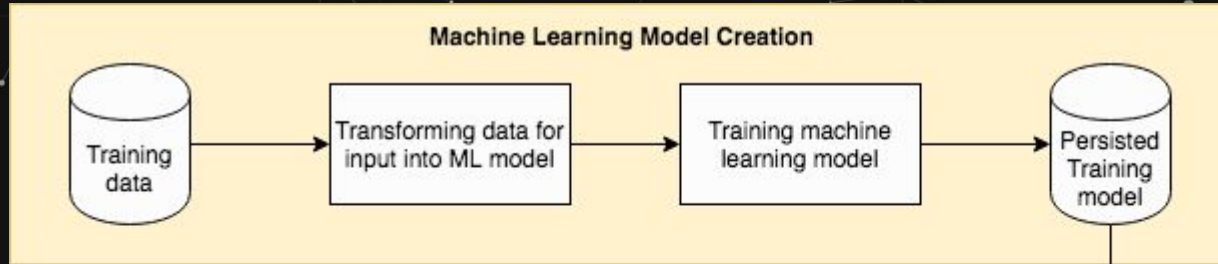 Machine Learning Model Creation
Training
data
Transforming data for
input into ML model
Training machine
learning model
Persisted
Training
model